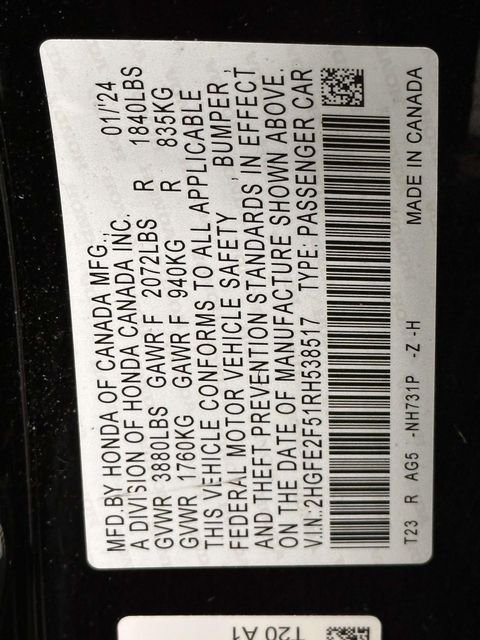 MFD.BY HONDA OF CANADA MFG., 01/'24
A DIVISION OF HONDA CANADA INC.
GVWR 3880LBS GAWR F 2072LBS R 1840LBS
GVWR 1760KG GAWR F 940KG R 835KG
THIS VEHICLE CONFORMS TO ALL APPLICABLE
FEDERAL MOTOR VEHICLE SAFETY , BUMPER ,
AND THEFT PREVENTION STANDARDS IN EFFECT
ON THE DATE OF MANUFACTURE SHOWN ABOVE.
V.I.N.:2HGFE2F51RH538517 TYPE: PASSENGER CAR
T23 R AG5 -NH731P -Z -H MADE IN CANADA
T20 A1